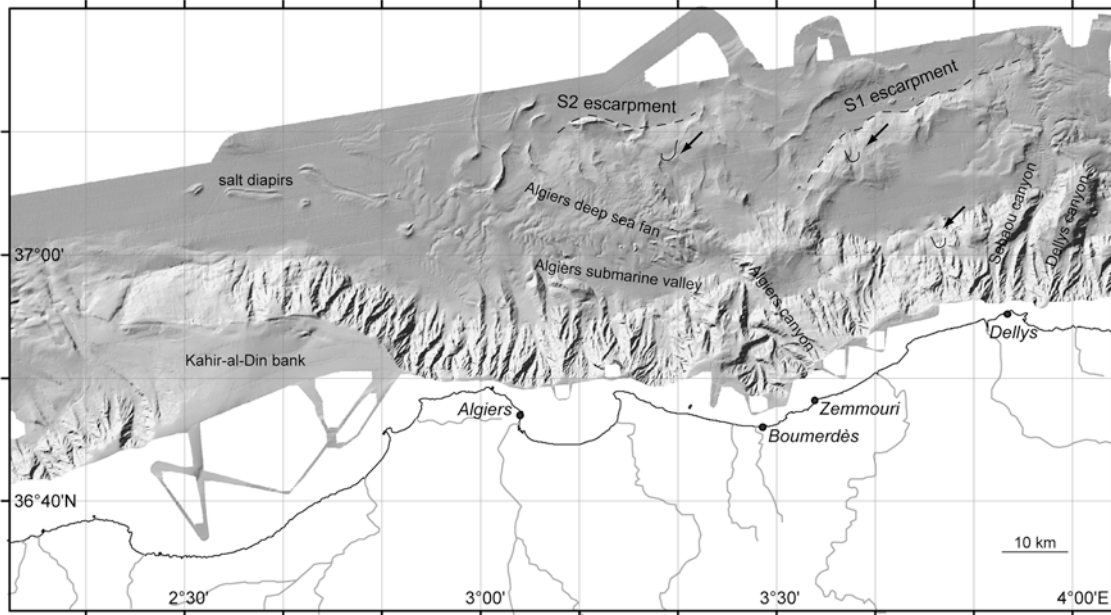 S2 escarpment
S1 escarpment
salt diapirs
Algiers deep sea fan
Sebaou canyon
Dellys canyon
37°00'
Algiers submarine valley
Algiers canyon
Kahir-al-Din bank
Dellys
Algiers
Zemmouri
Boumerdès
36°40'N
10 km
2°30'
3°00'
3°30'
4°00'E